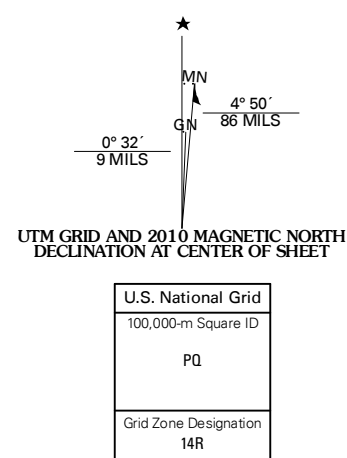 ★
MN
4° 50´
86 MILS
GN
0° 32´
9 MILS
UTM GRID AND 2010 MAGNETIC NORTH
DECLINATION AT CENTER OF SHEET
U.S. National Grid
100,000-m Square ID
PQ
Grid Zone Designation
14R